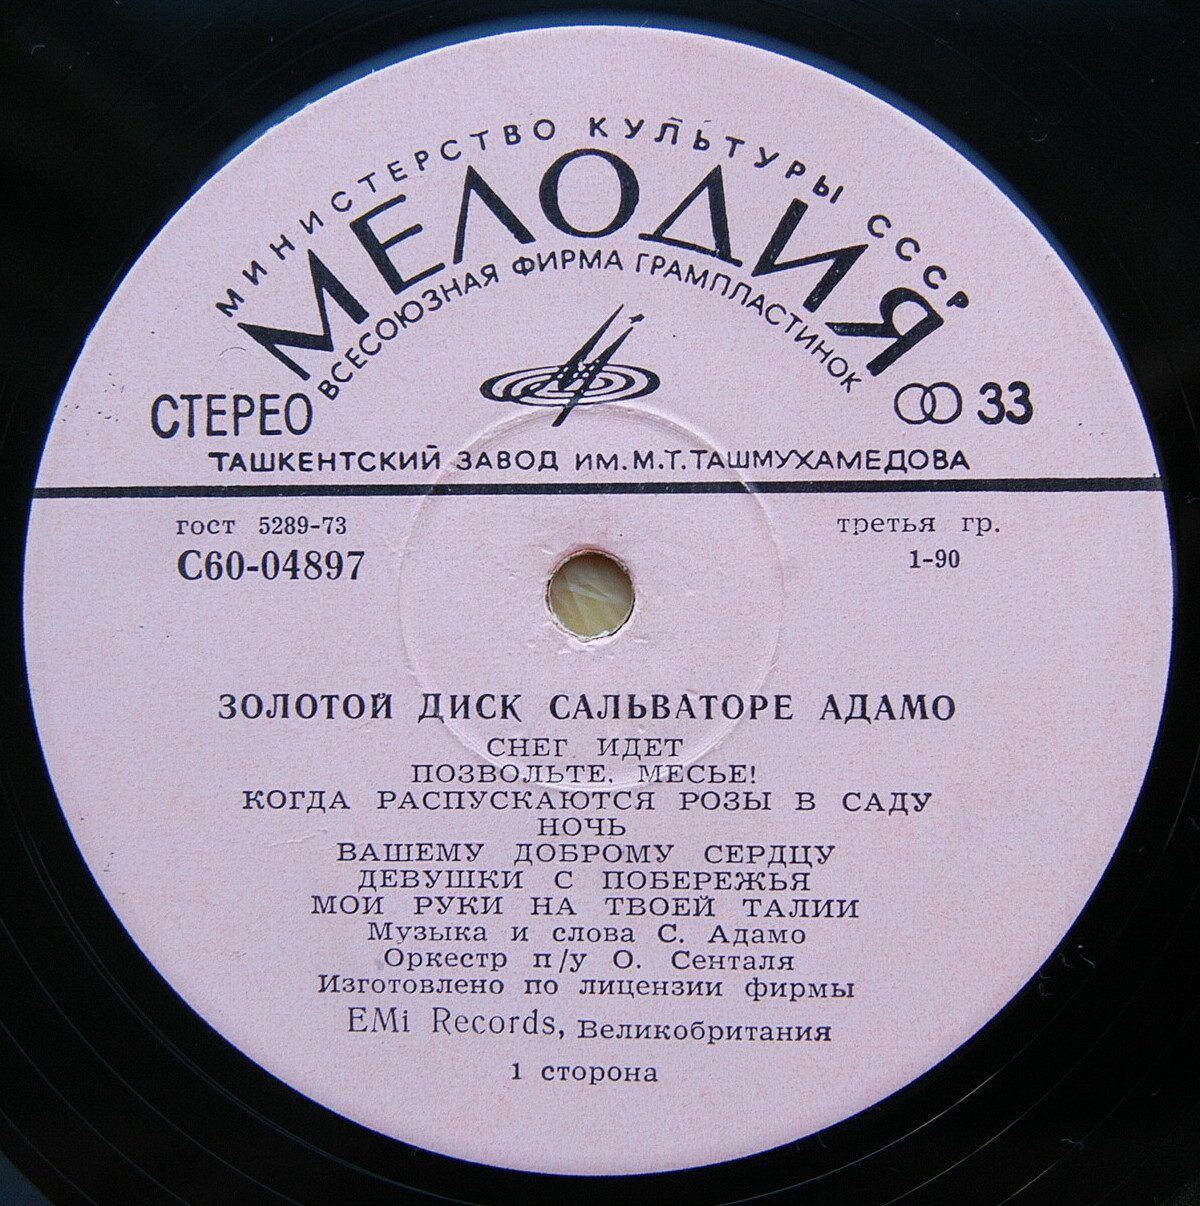 МИНИСТЕРСТВО КУЛЬТУРЫ СССР
МЕЛОДИЯ
ВСЕСОЮЗНАЯ ФИРМА ГРАМПЛАСТИНОК
СТЕРЕО
33
ТАШКЕНТСКИЙ ЗАВОД ИМ. М.Т. ТАШМУХАМЕДОВА
гост 5289-73
третья гр.
С60-04897
1-90
ЗОЛОТОЙ ДИСК САЛЬВАТОРЕ АДАМО
СНЕГ ИДЕТ
ПОЗВОЛЬТЕ, МЕСЬЕ!
КОГДА РАСПУСКАЮТСЯ РОЗЫ В САДУ
НОЧЬ
ВАШЕМУ ДОБРОМУ СЕРДЦУ
ДЕВУШКИ С ПОБЕРЕЖЬЯ
МОИ РУКИ НА ТВОЕЙ ТАЛИИ
Музыка и слова С. Адамо
Оркестр п/у О. Сенталя
Изготовлено по лицензии фирмы
EMi Records, Великобритания
1 сторона